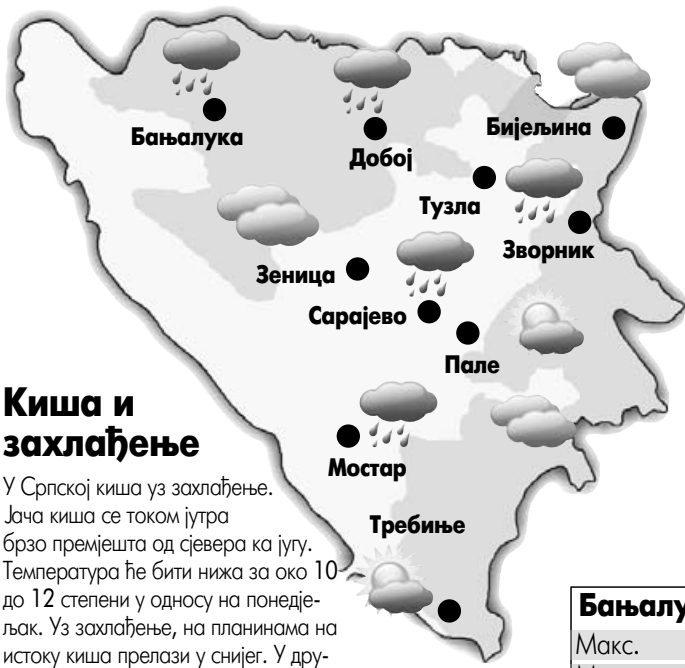 Бањалука
Добој
Бијељина
Тузла
Зворник
Зеница
Сарајево
Пале
Мостар
Требиње
Киша и
захлађење
У Српској киша уз захлађење.
Јача киша се током јутра
брзо премјешта од сјевера ка југу.
Температура ће бити нижа за око 10
до 12 степени у односу на понедје-
љак. Уз захлађење, на планинама на
истоку киша прелази у снијег. У дру-
Бањалу
Макс.